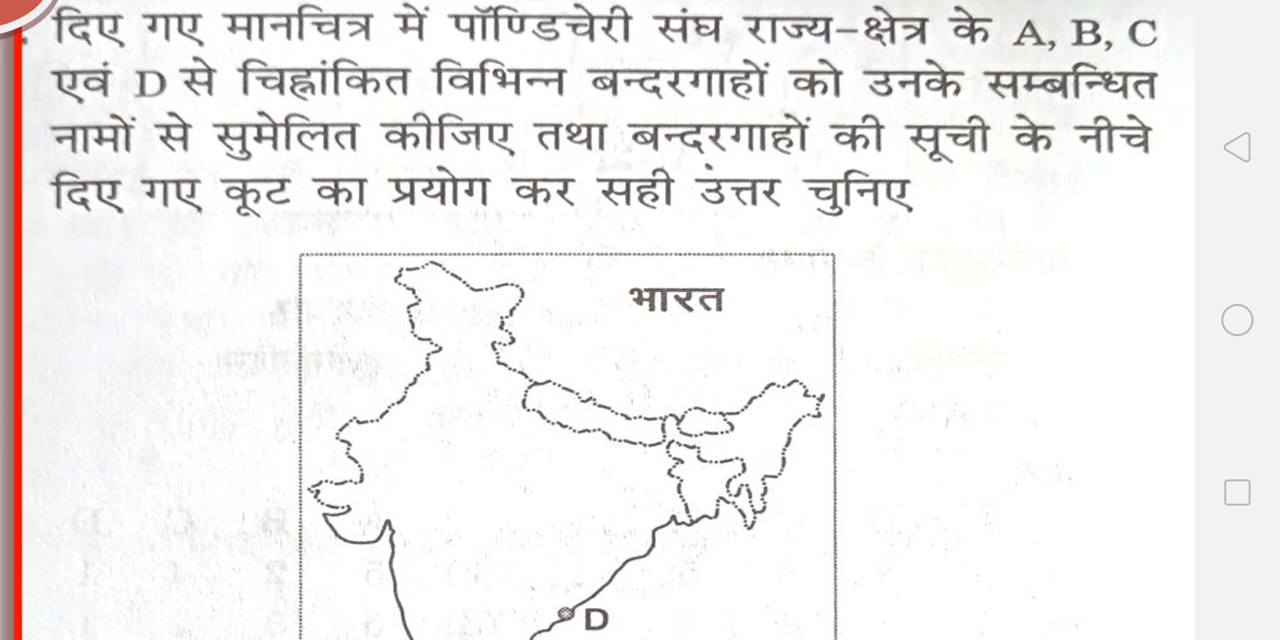 दिए गए मानचित्र में पॉण्डिचेरी संघ राज्य-क्षेत्र के A, B, C
एवं D से चिह्नांकित विभिन्न बन्दरगाहों को उनके सम्बन्धित
नामों से सुमेलित कीजिए तथा बन्दरगाहों की सूची के नीचे
दिए गए कूट का प्रयोग कर सही उत्तर चुनिए
भारत
D